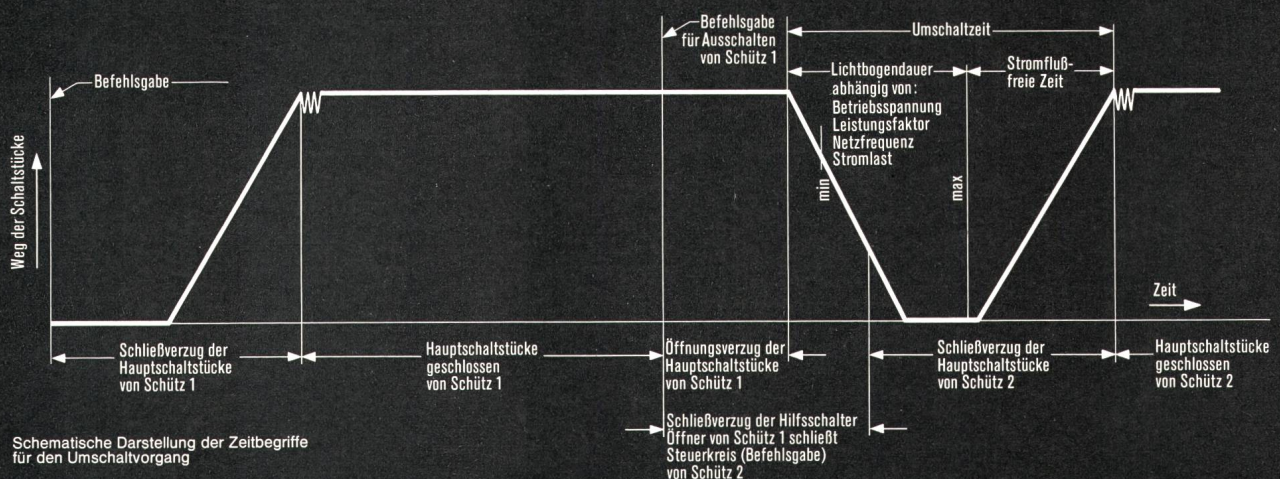 Befehlsgabe
für Ausschalten
von Schütz 1
Umschaltzeit
Befehlsgabe
Lichtbogendauer
abhängig von:
Betriebsspannung
Leistungsfaktor
Netzfrequenz
Stromlast
Stromfluß-
freie Zeit
Weg der Schaltstücke
min
max
Zeit
Schließverzug der
Hauptschaltstücke
von Schütz 1
Hauptschaltstücke
geschlossen
von Schütz 1
Öffnungsverzug der
Hauptschaltstücke
von Schütz 1
Schließverzug der
Hauptschaltstücke
von Schütz 2
Hauptschaltstücke
geschlossen
von Schütz 2
Schließverzug der Hilfsschalter
Öffner von Schütz 1 schließt
Steuerkreis (Befehlsgabe)
von Schütz 2
Schematische Darstellung der Zeitbegriffe
für den Umschaltvorgang